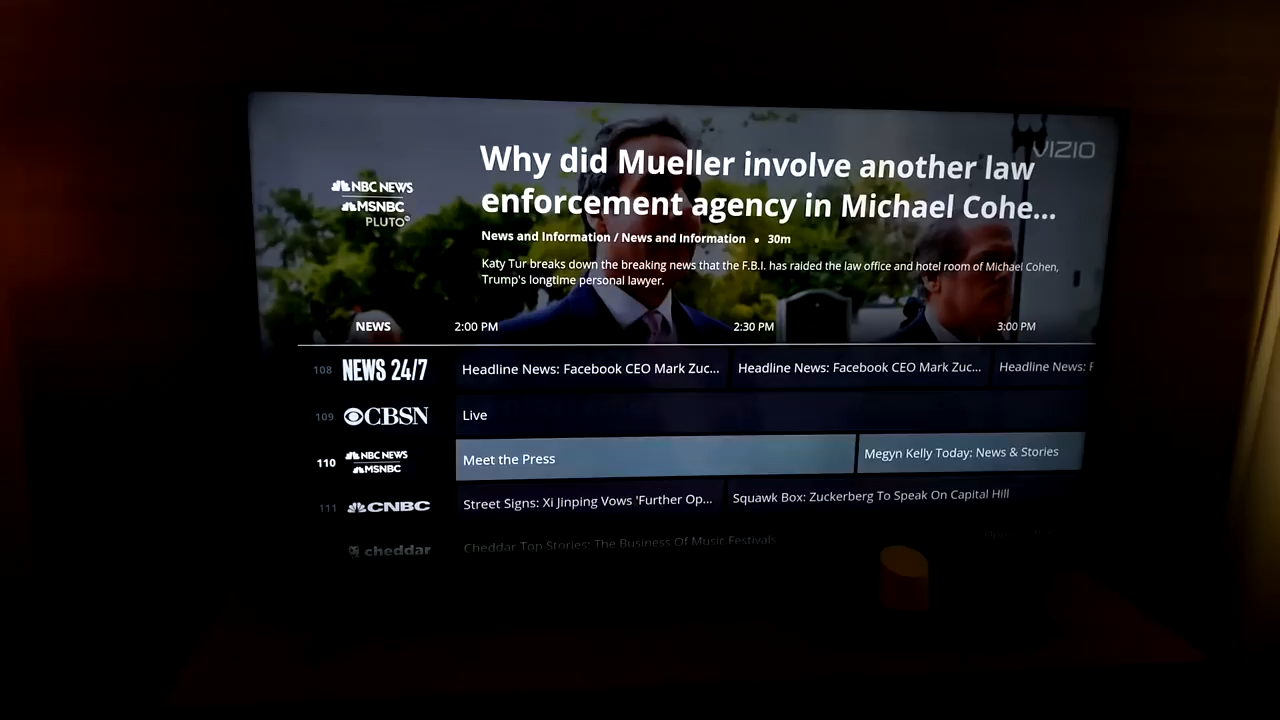 VIZIO
Why did Mueller involve another law
enforcement agency in Michael Cohe...
NBC NEWS
MSNBC
PLUTO
News and Information / News and Information • 30m
Katy Tur breaks down the breaking news that the F.B.I. has raided the law office and hotel room of Michael Cohen,
Trump's longtime personal lawyer.
NEWS 2:00 PM 2:30 PM 3:00 PM
108 NEWS 24/7 Headline News: Facebook CEO Mark Zuc... Headline News: Facebook CEO Mark Zuc... Headline News: F
109 CBSN Live
110 NBC NEWS MSNBC Meet the Press Megyn Kelly Today: News & Stories
111 CNBC Street Signs: Xi Jinping Vows 'Further Op... Squawk Box: Zuckerberg To Speak On Capital Hill
cheddar Cheddar Top Stories: The Business Of Music Festivals